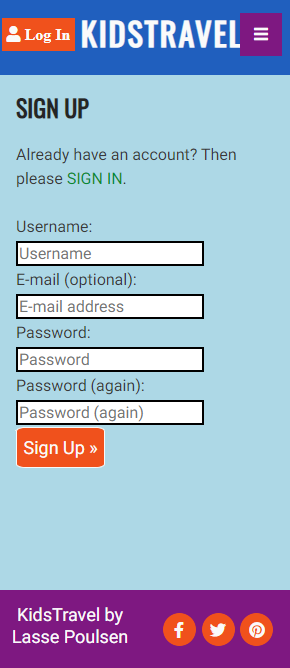 Log In KIDSTRAVEL
SIGN UP
Already have an account? Then
please SIGN IN.
Username:
Username
E-mail (optional):
E-mail address
Password:
Password
Password (again):
Password (again)
Sign Up »
KidsTravel by
Lasse Poulsen